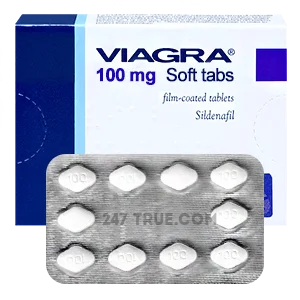 VIAGRA®
100 mg Soft tabs
film-coated tablets
Sildenafil
247 TRUE.COM